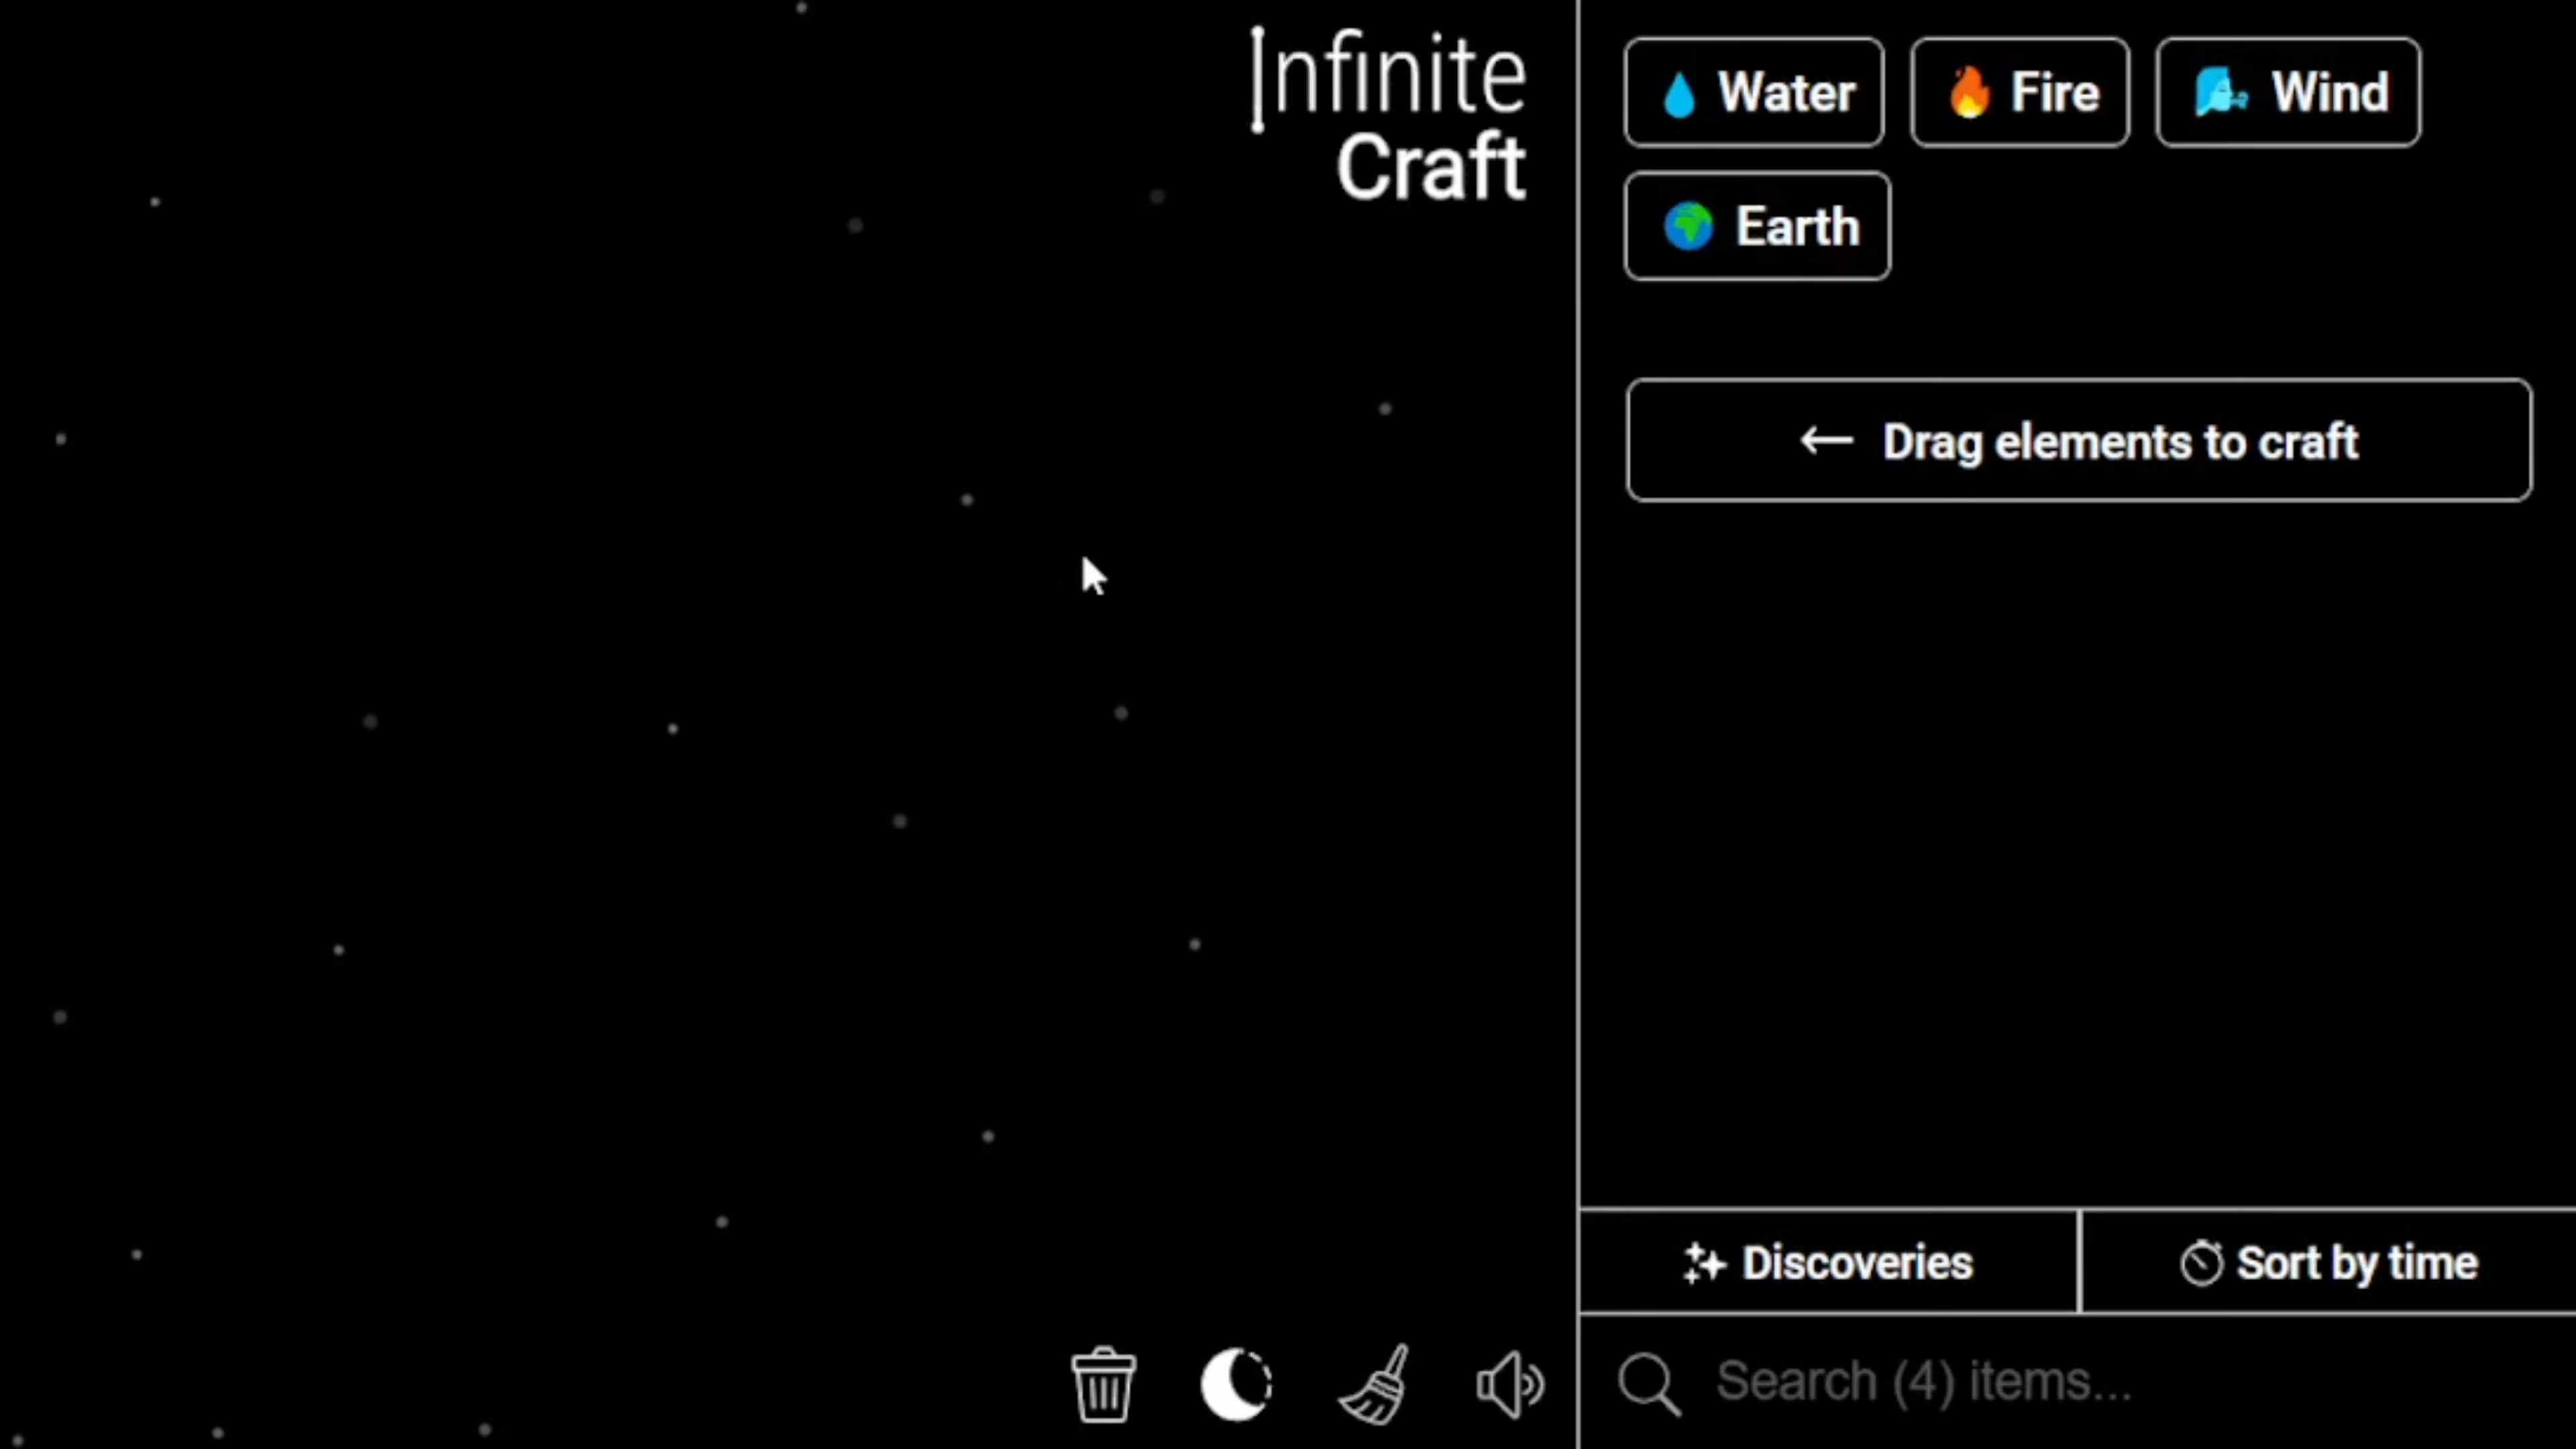 Infinite
Craft
Water
Fire
Wind
Earth
← Drag elements to craft
Discoveries
Sort by time
Search (4) items...